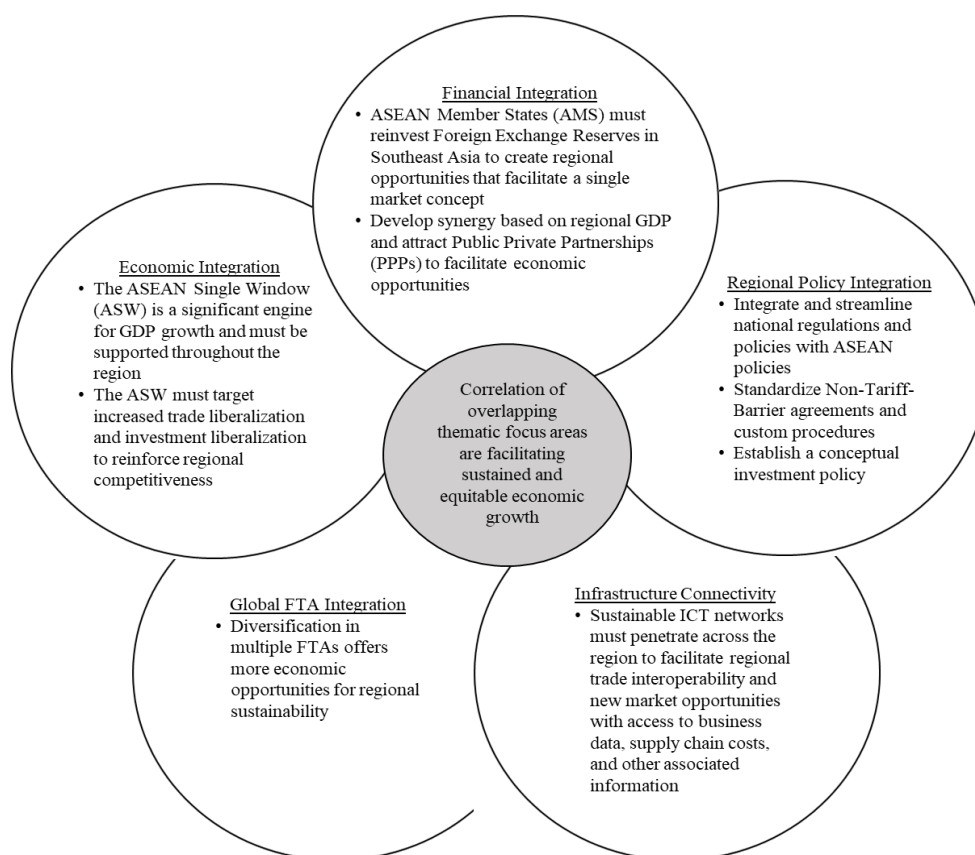 Financial Integration
• ASEAN Member States (AMS) must
reinvest Foreign Exchange Reserves in
Southeast Asia to create regional
opportunities that facilitate a single
market concept
• Develop synergy based on regional GDP
and attract Public Private Partnerships
(PPPs) to facilitate economic
opportunities
Economic Integration
• The ASEAN Single Window
(ASW) is a significant engine
for GDP growth and must be
supported throughout the
region
• The ASW must target
increased trade liberalization
and investment liberalization
to reinforce regional
competitiveness
Regional Policy Integration
• Integrate and streamline
national regulations and
policies with ASEAN
policies
• Standardize Non-Tariff-
Barrier agreements and
custom procedures
• Establish a conceptual
investment policy
Correlation of
overlapping
thematic focus areas
are facilitating
sustained and
equitable economic
growth
Global FTA Integration
• Diversification in
multiple FTAs offers
more economic
opportunities for regional
sustainability
Infrastructure Connectivity
• Sustainable ICT networks
must penetrate across the
region to facilitate regional
trade interoperability and
new market opportunities
with access to business
data, supply chain costs,
and other associated
information